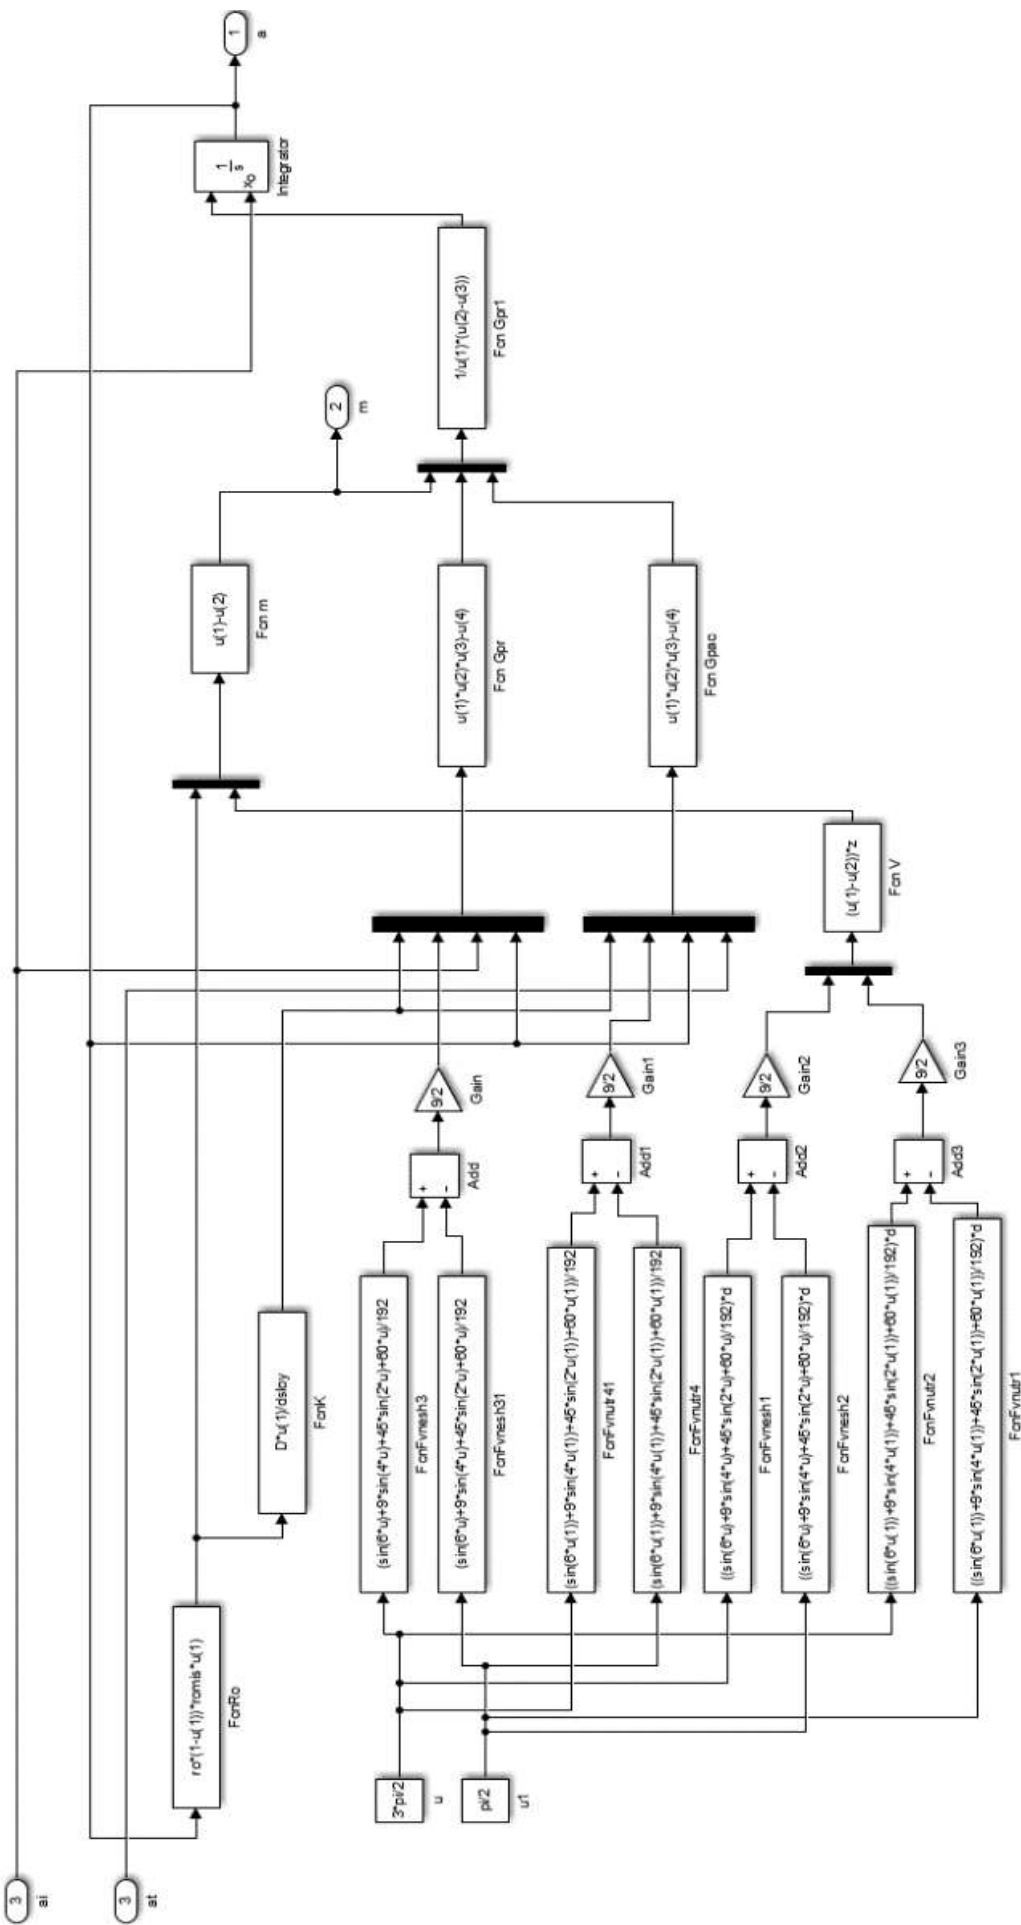 3
ai
3
at
ro*(1-u(1))*romis*u(1)
FcnRo
D*u(1)/dsloy
FcnK
3*pi/2
u
pi/2
u1
(sin(6*u)+9*sin(4*u)+45*sin(2*u)+60*u)/192
FcnFvnesh3
(sin(6*u)+9*sin(4*u)+45*sin(2*u)+60*u)/192
FcnFvnesh31
(sin(6*u(1))+9*sin(4*u(1))+45*sin(2*u(1))+60*u(1))/192
FcnFvnutr41
(sin(6*u(1))+9*sin(4*u(1))+45*sin(2*u(1))+60*u(1))/192
FcnFvnutr4
((sin(6*u)+9*sin(4*u)+45*sin(2*u)+60*u)/192)*d
FcnFvnesh1
((sin(6*u)+9*sin(4*u)+45*sin(2*u)+60*u)/192)*d
FcnFvnesh2
((sin(6*u(1))+9*sin(4*u(1))+45*sin(2*u(1))+60*u(1))/192)*d
FcnFvnutr2
((sin(6*u(1))+9*sin(4*u(1))+45*sin(2*u(1))+60*u(1))/192)*d
FcnFvnutr1
+
−
Add
+
−
Add1
+
−
Add2
+
−
Add3
9/2
Gain
9/2
Gain1
9/2
Gain2
9/2
Gain3
(u(1)-u(2))*z
Fcn V
u(1)-u(2)
Fcn m
u(1)*u(2)*u(3)-u(4)
Fcn Gpr
u(1)*u(2)*u(3)-u(4)
Fcn Gpac
2
m
1/u(1)*(u(2)-u(3))
Fcn Gpr1
1
s
xo
Integrator
1
a